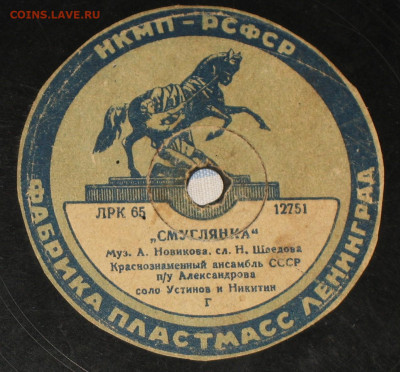 COINS.LAVE.RU
НКМП-РСФСР
ЛРК 65 12751
„СМУГЛЯНКА“
Муз. А. Новикова, сл. Н. Шведова
Краснознаменный ансамбль СССР
п/у Александрова
соло Устинов и Никитин
Г
ФАБРИКА ПЛАСТМАСС ЛЕНИНГРАД